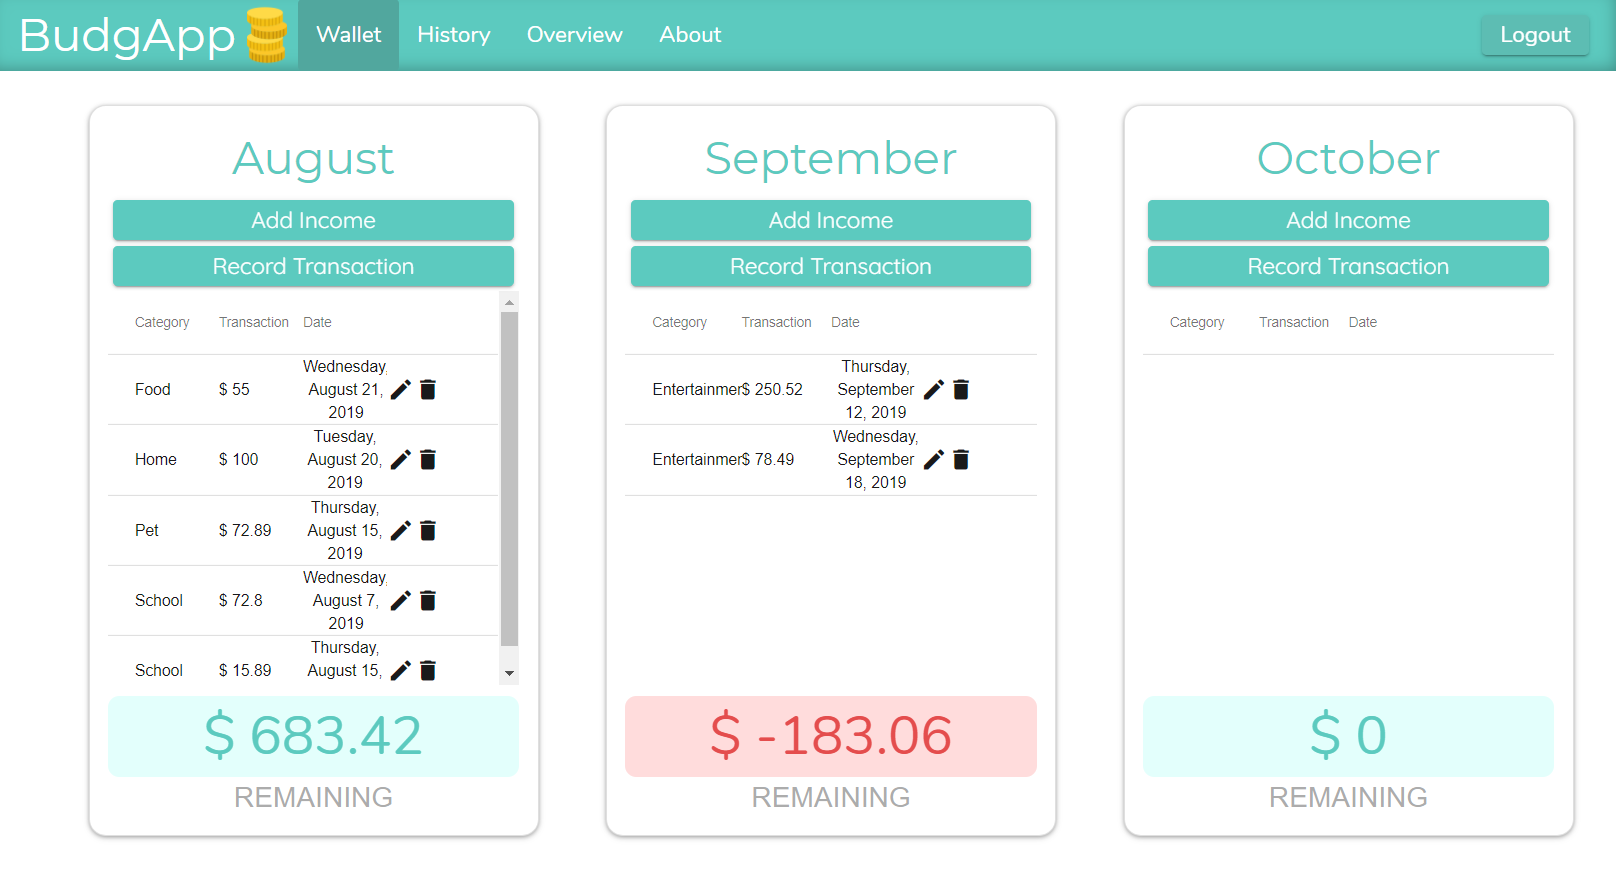 BudgApp Wallet History Overview About Logout
August
Add Income
Record Transaction
Category Transaction Date
Food $ 55 Wednesday, August 21, 2019
Home $ 100 Tuesday, August 20, 2019
Pet $ 72.89 Thursday, August 15, 2019
School $ 72.8 Wednesday, August 7, 2019
School $ 15.89 Thursday, August 15,
$ 683.42
REMAINING
September
Add Income
Record Transaction
Category Transaction Date
Entertainmer $ 250.52 Thursday, September 12, 2019
Entertainmer $ 78.49 Wednesday, September 18, 2019
$ -183.06
REMAINING
October
Add Income
Record Transaction
Category Transaction Date
$ 0
REMAINING